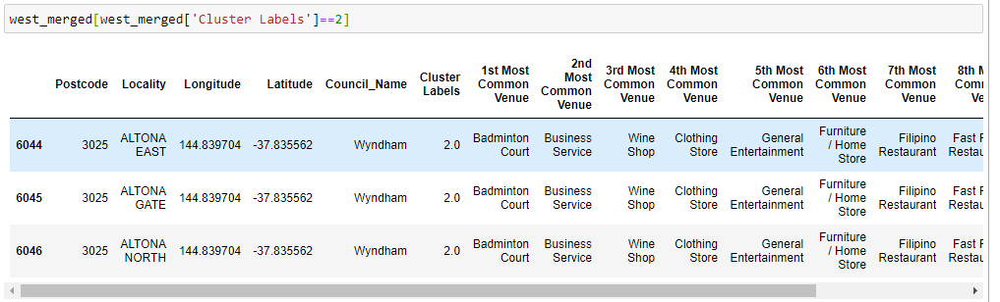 west_merged[west_merged['Cluster Labels']==2]
Postcode Locality Longitude Latitude Council_Name Cluster Labels 1st Most Common Venue 2nd Most Common Venue 3rd Most Common Venue 4th Most Common Venue 5th Most Common Venue 6th Most Common Venue 7th Most Common Venue
6044 3025 ALTONA EAST 144.839704 -37.835562 Wyndham 2.0 Badminton Court Business Service Wine Shop Clothing Store General Entertainment Furniture / Home Store Filipino Restaurant Fast
6045 3025 ALTONA GATE 144.839704 -37.835562 Wyndham 2.0 Badminton Court Business Service Wine Shop Clothing Store General Entertainment Furniture / Home Store Filipino Restaurant Fast
6046 3025 ALTONA NORTH 144.839704 -37.835562 Wyndham 2.0 Badminton Court Business Service Wine Shop Clothing Store General Entertainment Furniture / Home Store Filipino Restaurant Fast